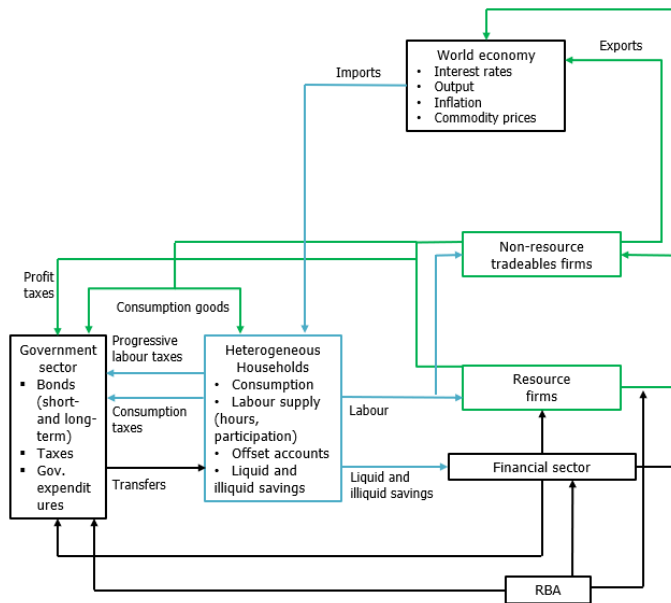 World economy
• Interest rates
• Output
• Inflation
• Commodity prices
Imports
Exports
Non-resource
tradeables firms
Profit
taxes
Consumption goods
Government
sector
▪ Bonds
(short-
and long-
term)
▪ Taxes
▪ Gov.
expendit
ures
Progressive
labour taxes
Consumption
taxes
Transfers
Heterogeneous
Households
• Consumption
• Labour supply
(hours,
participation)
• Offset accounts
• Liquid and
illiquid savings
Labour
Liquid and
illiquid savings
Resource
firms
Financial sector
RBA